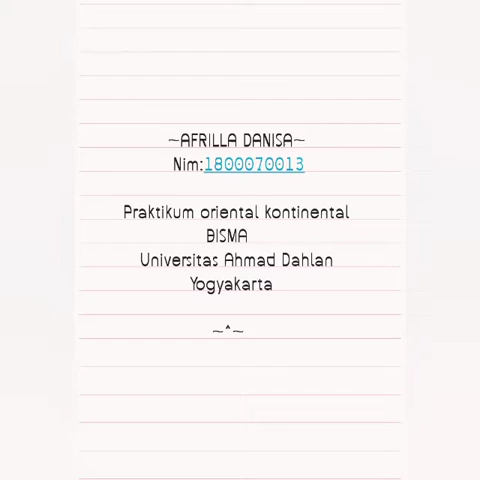 ~AFRILLA DANISA~
Nim:1800070013
Praktikum oriental kontinental
BISMA
Universitas Ahmad Dahlan
Yogyakarta
~^~